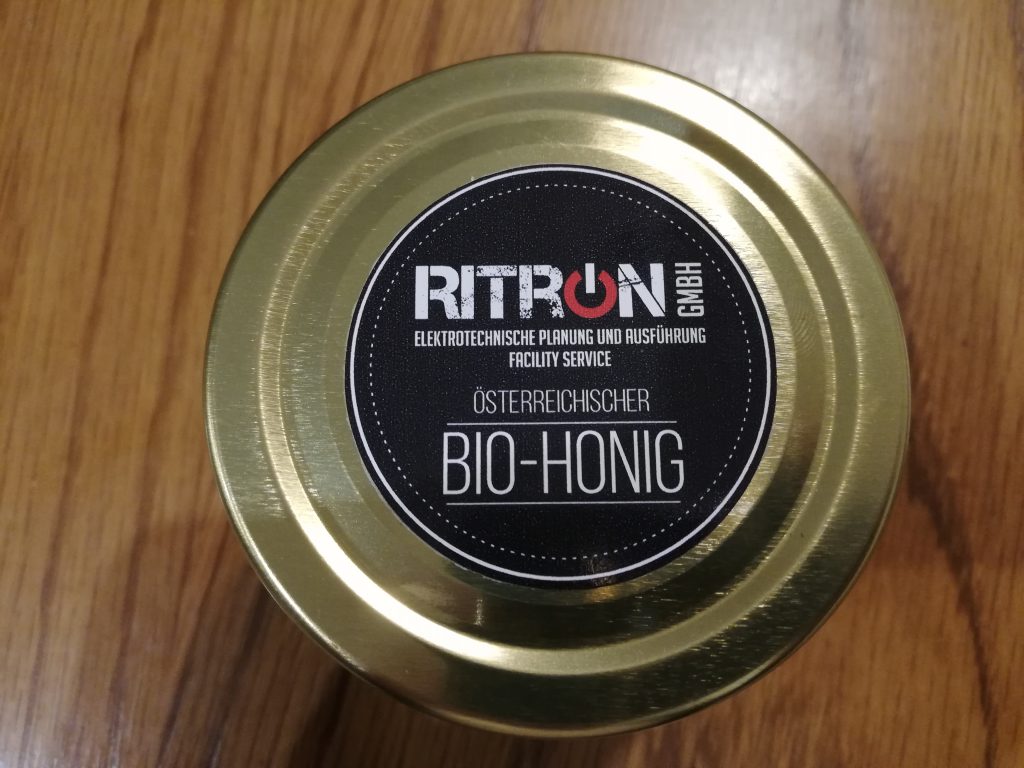 RITRON GMBH
ELEKTROTECHNISCHE PLANUNG UND AUSFÜHRUNG
FACILITY SERVICE
ÖSTERREICHISCHER
BIO-HONIG